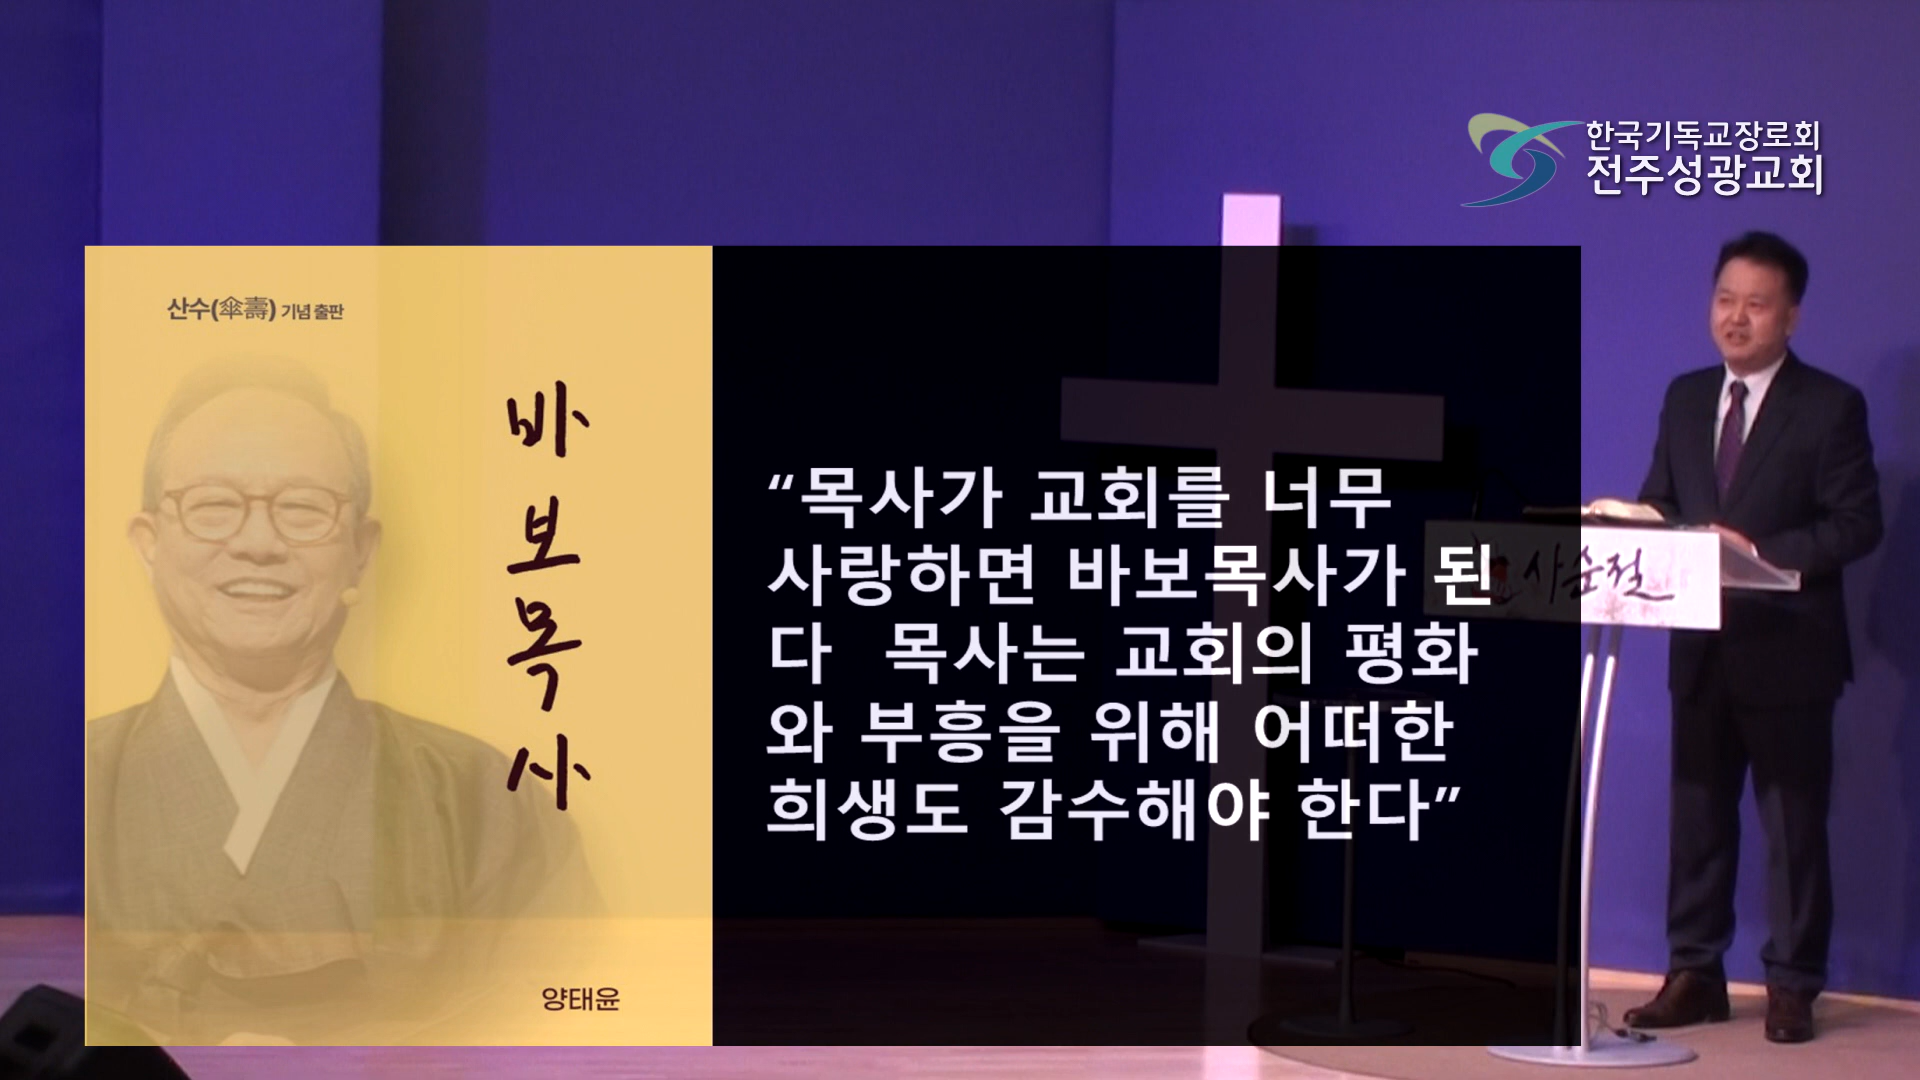 한국기독교장로회
전주성광교회
산수(傘壽) 기념 출판
바보목사
양태윤
“목사가 교회를 너무
사랑하면 바보목사가 된
다  목사는 교회의 평화
와 부흥을 위해 어떠한
희생도 감수해야 한다”
사순절